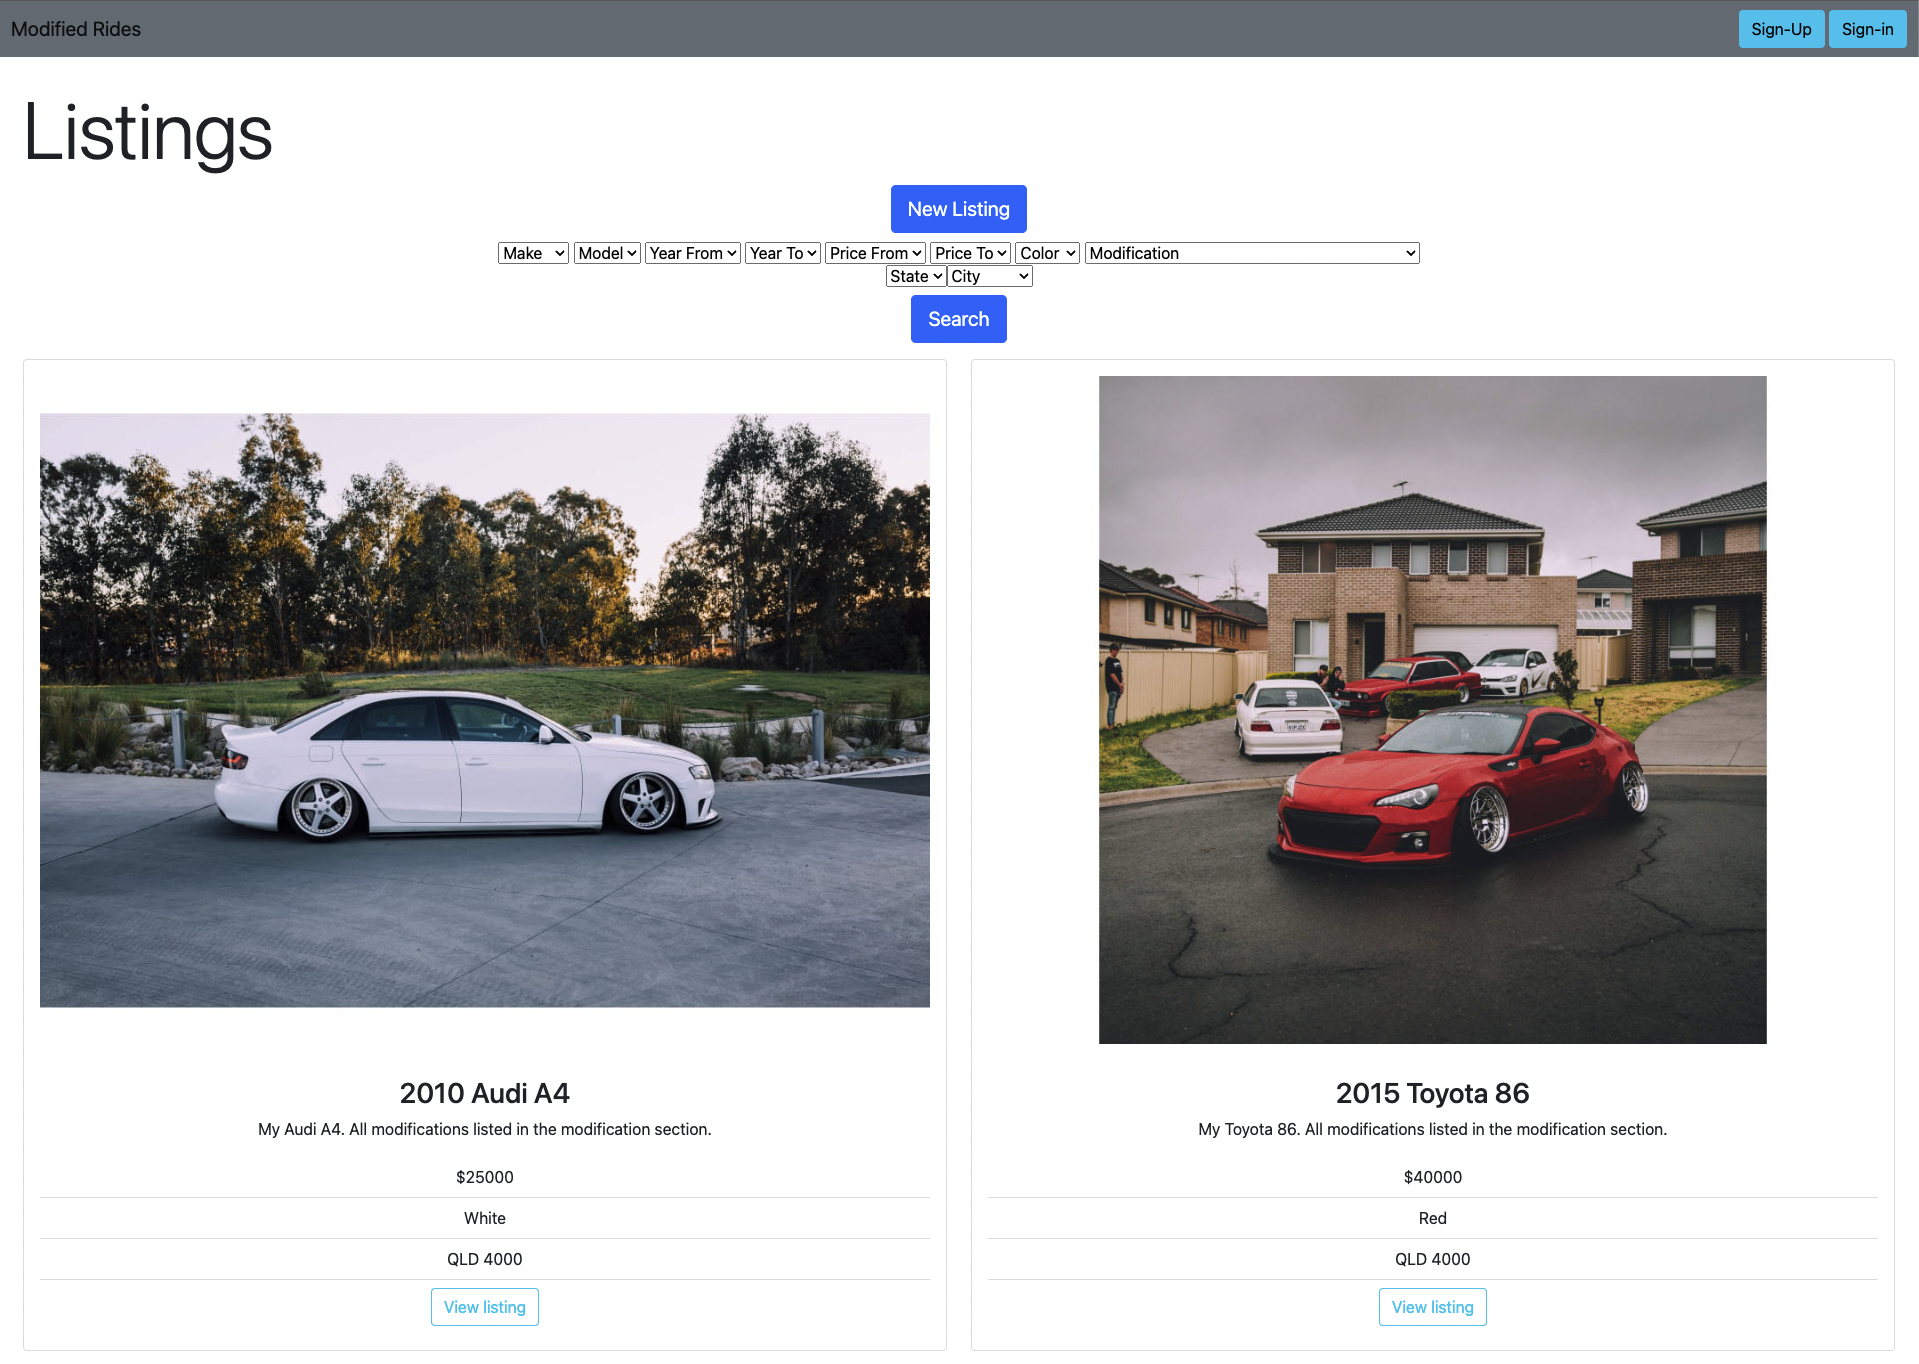 Modified Rides Sign-Up Sign-in
Listings
New Listing
Make Model Year From Year To Price From Price To Color Modification
State City
Search
2010 Audi A4
My Audi A4. All modifications listed in the modification section.
$25000
White
QLD 4000
View listing
2015 Toyota 86
My Toyota 86. All modifications listed in the modification section.
$40000
Red
QLD 4000
View listing